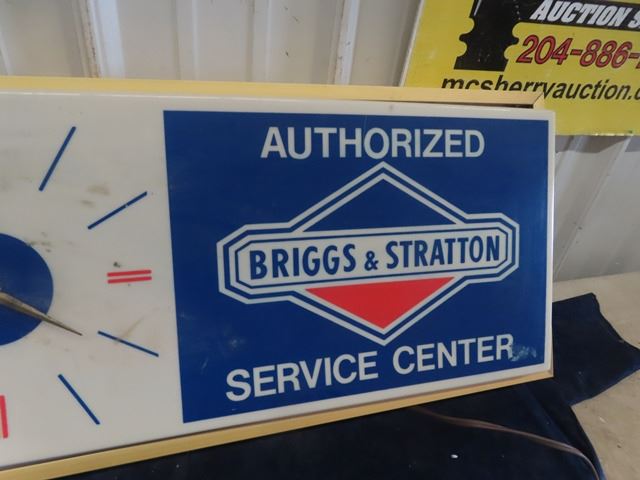 AUCTION
204-886-
mcsherryauction.c
AUTHORIZED
BRIGGS & STRATTON
SERVICE CENTER